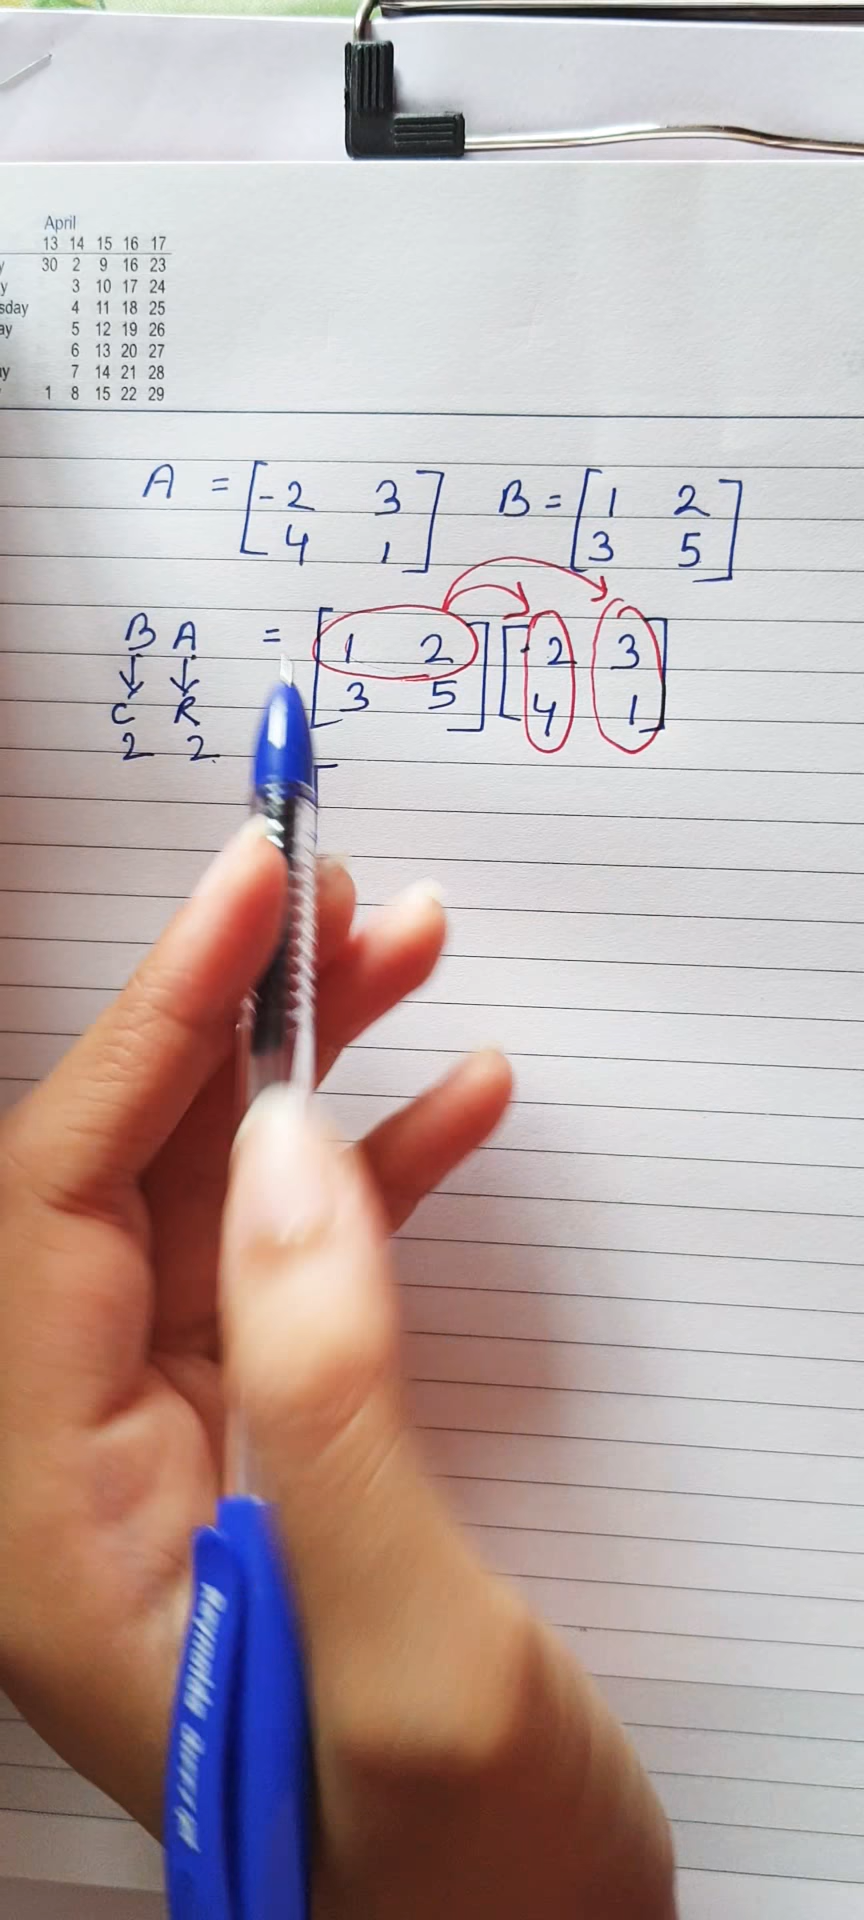 April
13 14 15 16 17
30 2 9 16 23
3 10 17 24
sday 4 11 18 25
ay 5 12 19 26
6 13 20 27
y 7 14 21 28
1 8 15 22 29
A = [-2 3] B = [1 2]
[4 1] [3 5]
B A = [1 2] [-2 3]
↓ ↓ [3 5] [4 1]
C R
2 2
Reynolds